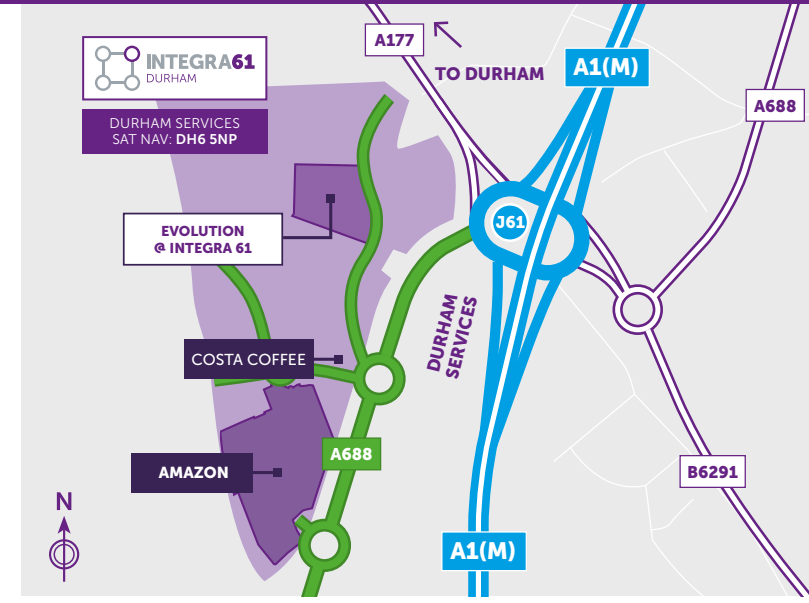 A177
TO DURHAM
A1(M)
INTEGRA61
DURHAM
A688
DURHAM SERVICES
SAT NAV: DH6 5NP
EVOLUTION
@ INTEGRA 61
J61
DURHAM
SERVICES
COSTA COFFEE
A688
AMAZON
B6291
N
A1(M)